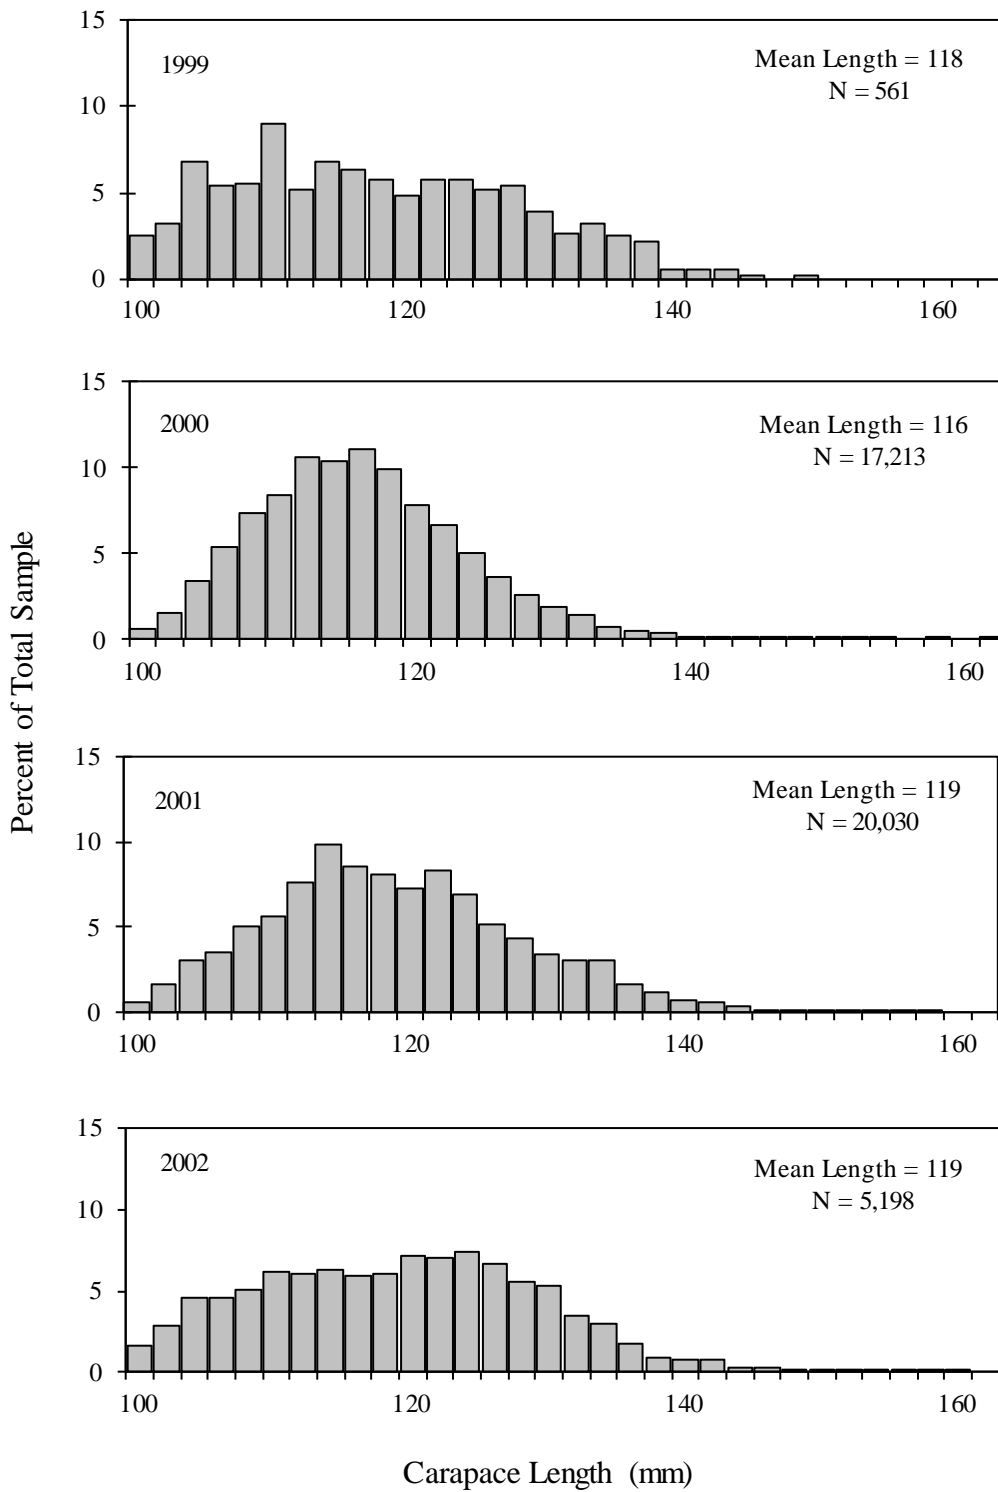 Percent of Total Sample
15
10
5
0
1999
Mean Length = 118
N = 561
100 120 140 160
15
10
5
0
2000
Mean Length = 116
N = 17,213
100 120 140 160
15
10
5
0
2001
Mean Length = 119
N = 20,030
100 120 140 160
15
10
5
0
2002
Mean Length = 119
N = 5,198
100 120 140 160
Carapace Length (mm)